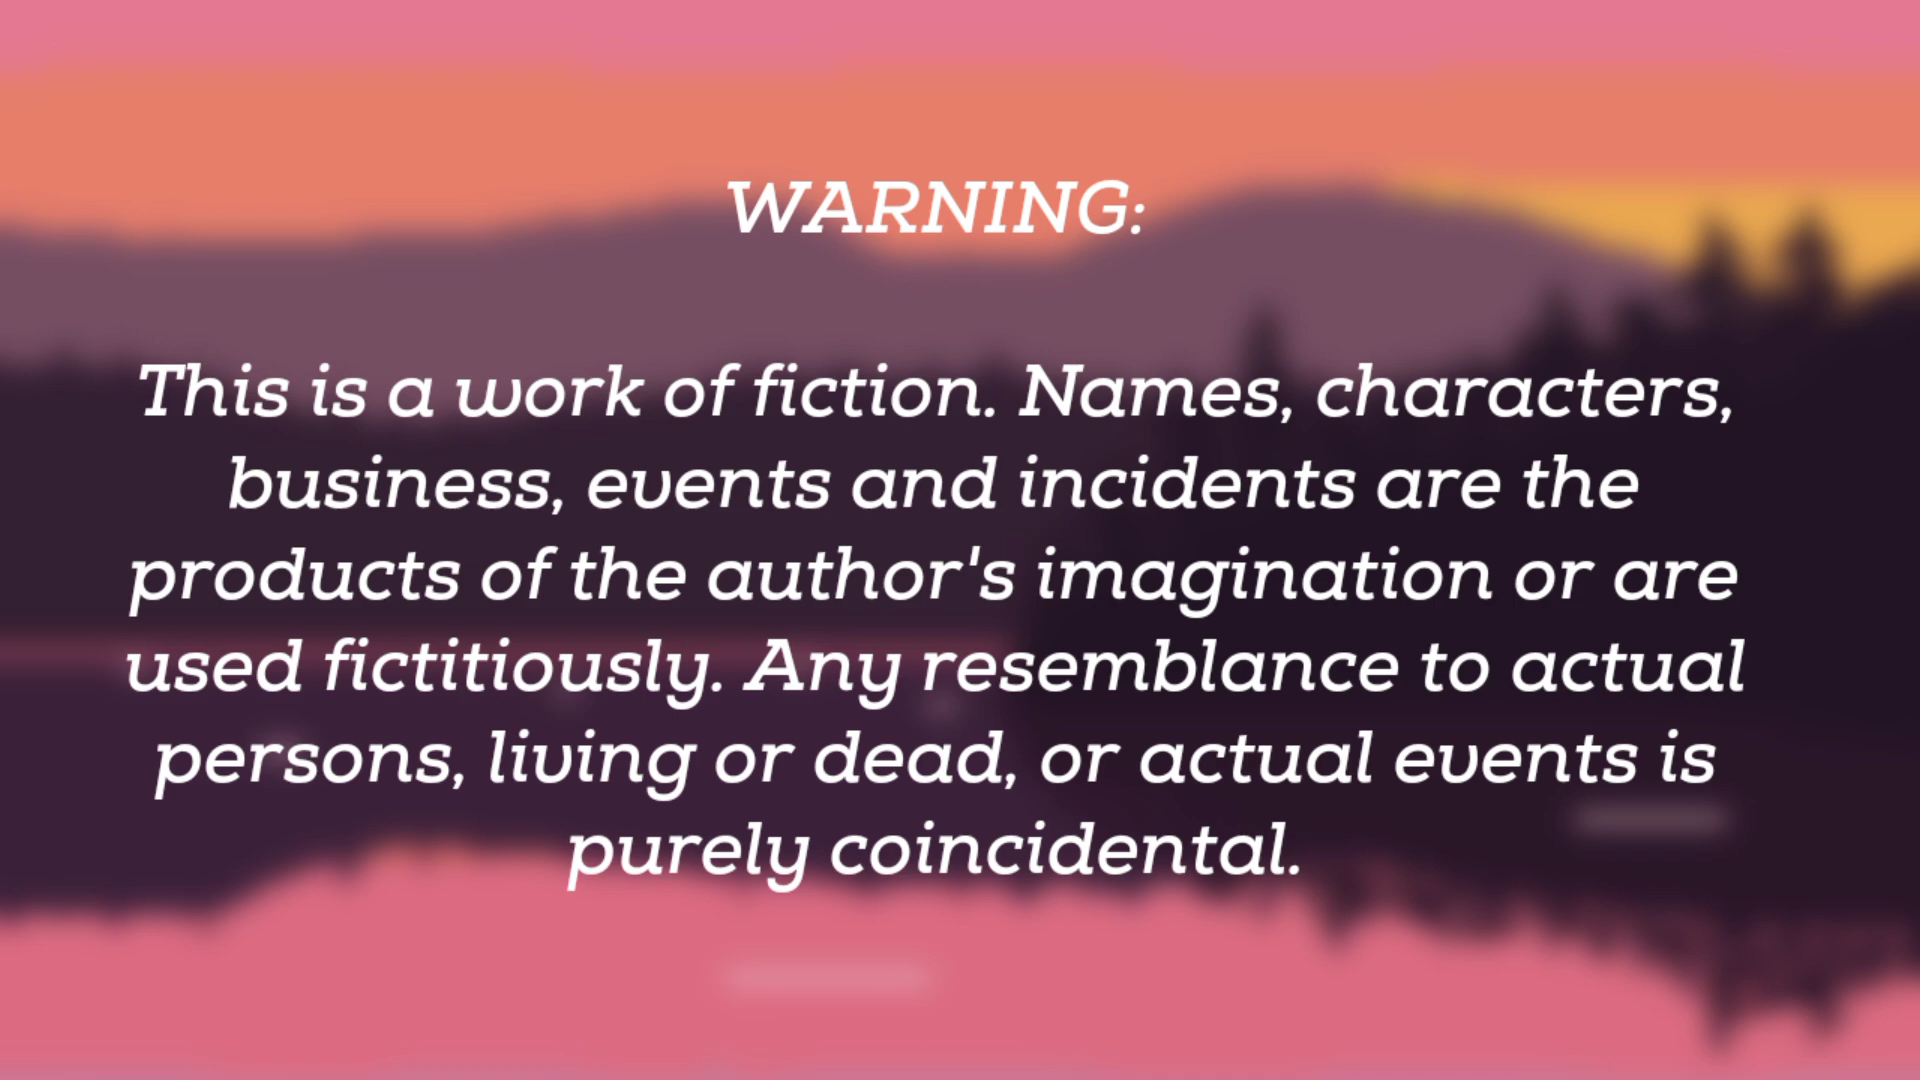 WARNING:
This is a work of fiction. Names, characters,
business, events and incidents are the
products of the author's imagination or are
used fictitiously. Any resemblance to actual
persons, living or dead, or actual events is
purely coincidental.